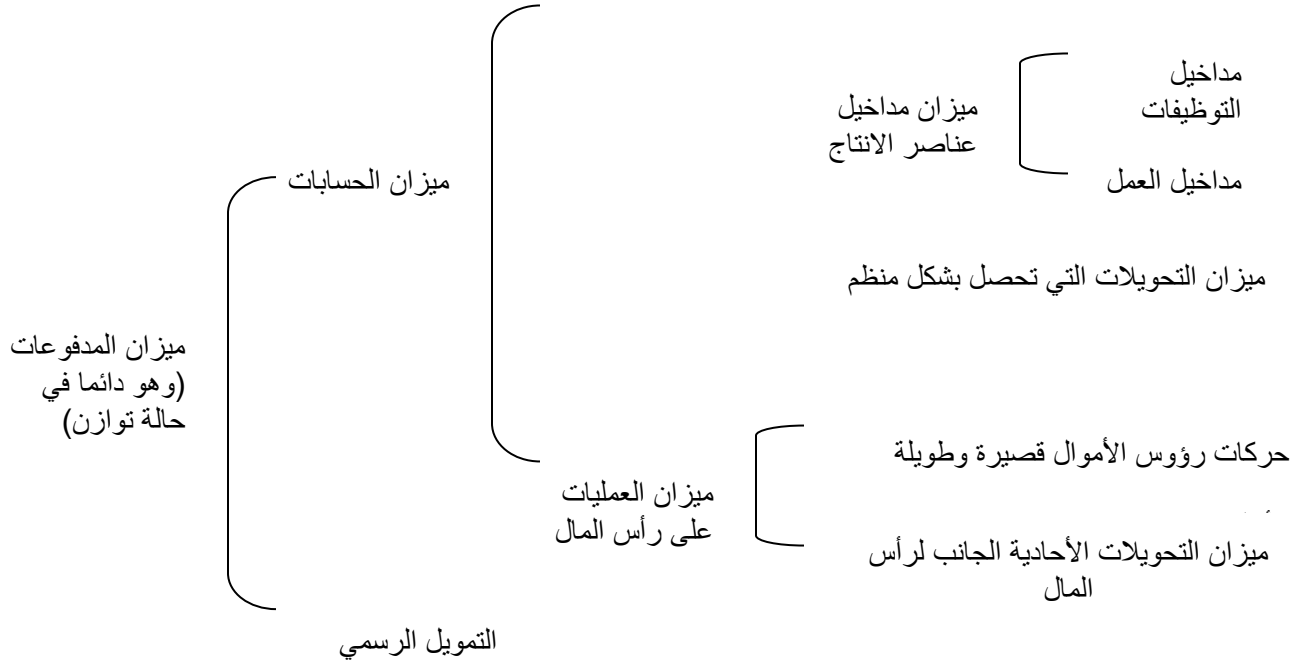 مداخيل
التوظيفات
ميزان مداخيل
عناصر الانتاج
مداخيل العمل
ميزان الحسابات
ميزان التحويلات التي تحصل بشكل منظم
ميزان المدفوعات
(وهو دائما في
حالة توازن)
حركات رؤوس الأموال قصيرة وطويلة
ميزان العمليات
على رأس المال
ميزان التحويلات الأحادية الجانب لرأس
المال
التمويل الرسمي